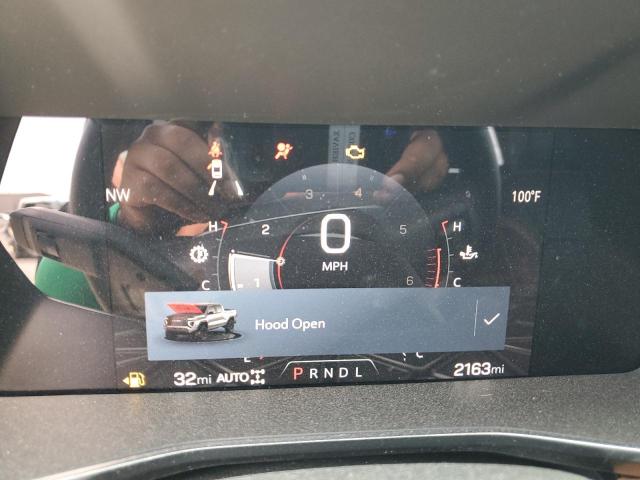 NW
3 4
100°F
H 2 0 5 H
MPH
C 1 6 C
Hood Open
E C
32mi AUTO PRNDL 2163mi